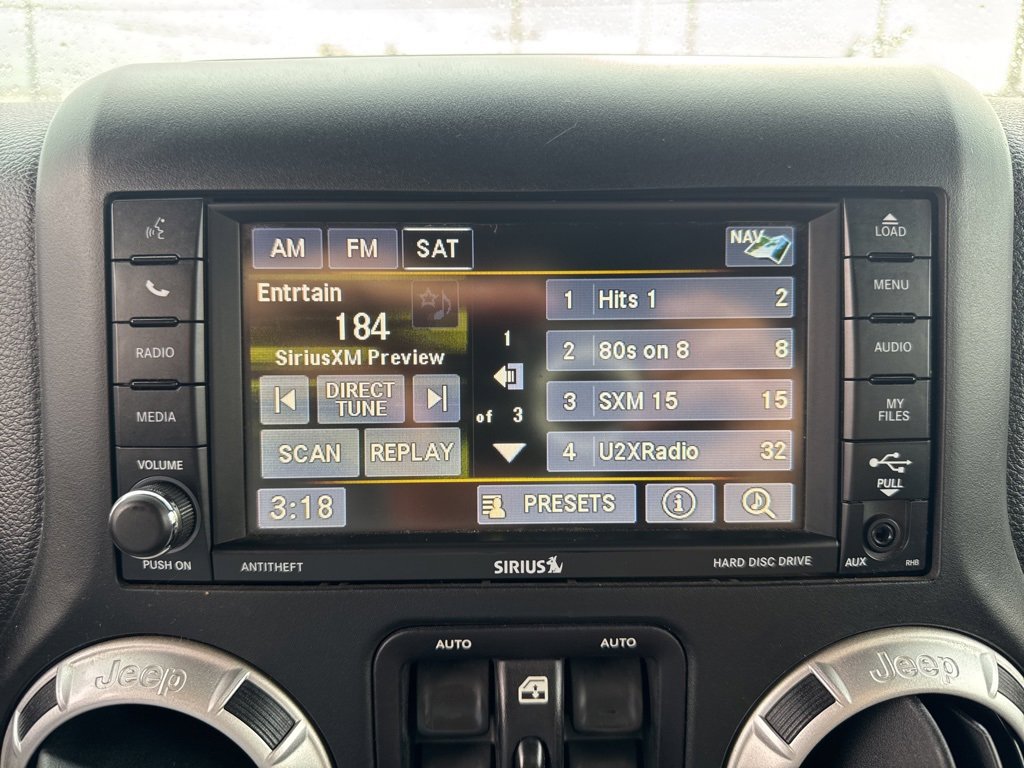 AM FM SAT NAV
Entrtain
184
SiriusXM Preview
DIRECT
TUNE
SCAN REPLAY
3:18
1
of 3
1 Hits 1 2
2 80s on 8 8
3 SXM 15 15
4 U2XRadio 32
PRESETS
RADIO
MEDIA
VOLUME
PUSH ON
LOAD
MENU
AUDIO
MY
FILES
PULL
AUX RHB
ANTITHEFT SIRIUS HARD DISC DRIVE
AUTO AUTO
Jeep Jeep